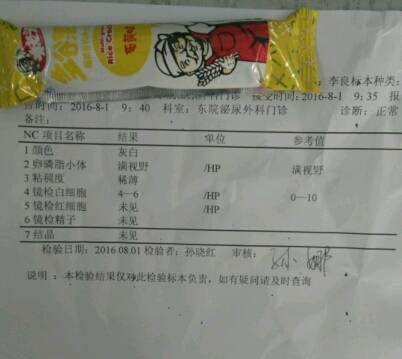 Rice Crac
李良标本种类:
接受时间:2016-8-1 9:35 报
告时间:2016-8-1 9:40 科室:东院泌尿外科门诊 诊断:正常
备注:
NC 项目名称 结果 单位 参考值
1 颜色 灰白
2 卵磷脂小体 满视野 /HP 满视野
3 粘稠度 稀薄
4 镜检白细胞 4--6 /HP 0--10
5 镜检红细胞 未见 /HP
6 镜检精子 未见
7 结晶 未见
检验日期:2016.08.01 检验者:孙晓红 审核:
说明:本检验结果仅对此检验标本负责,如有疑问请及时查询